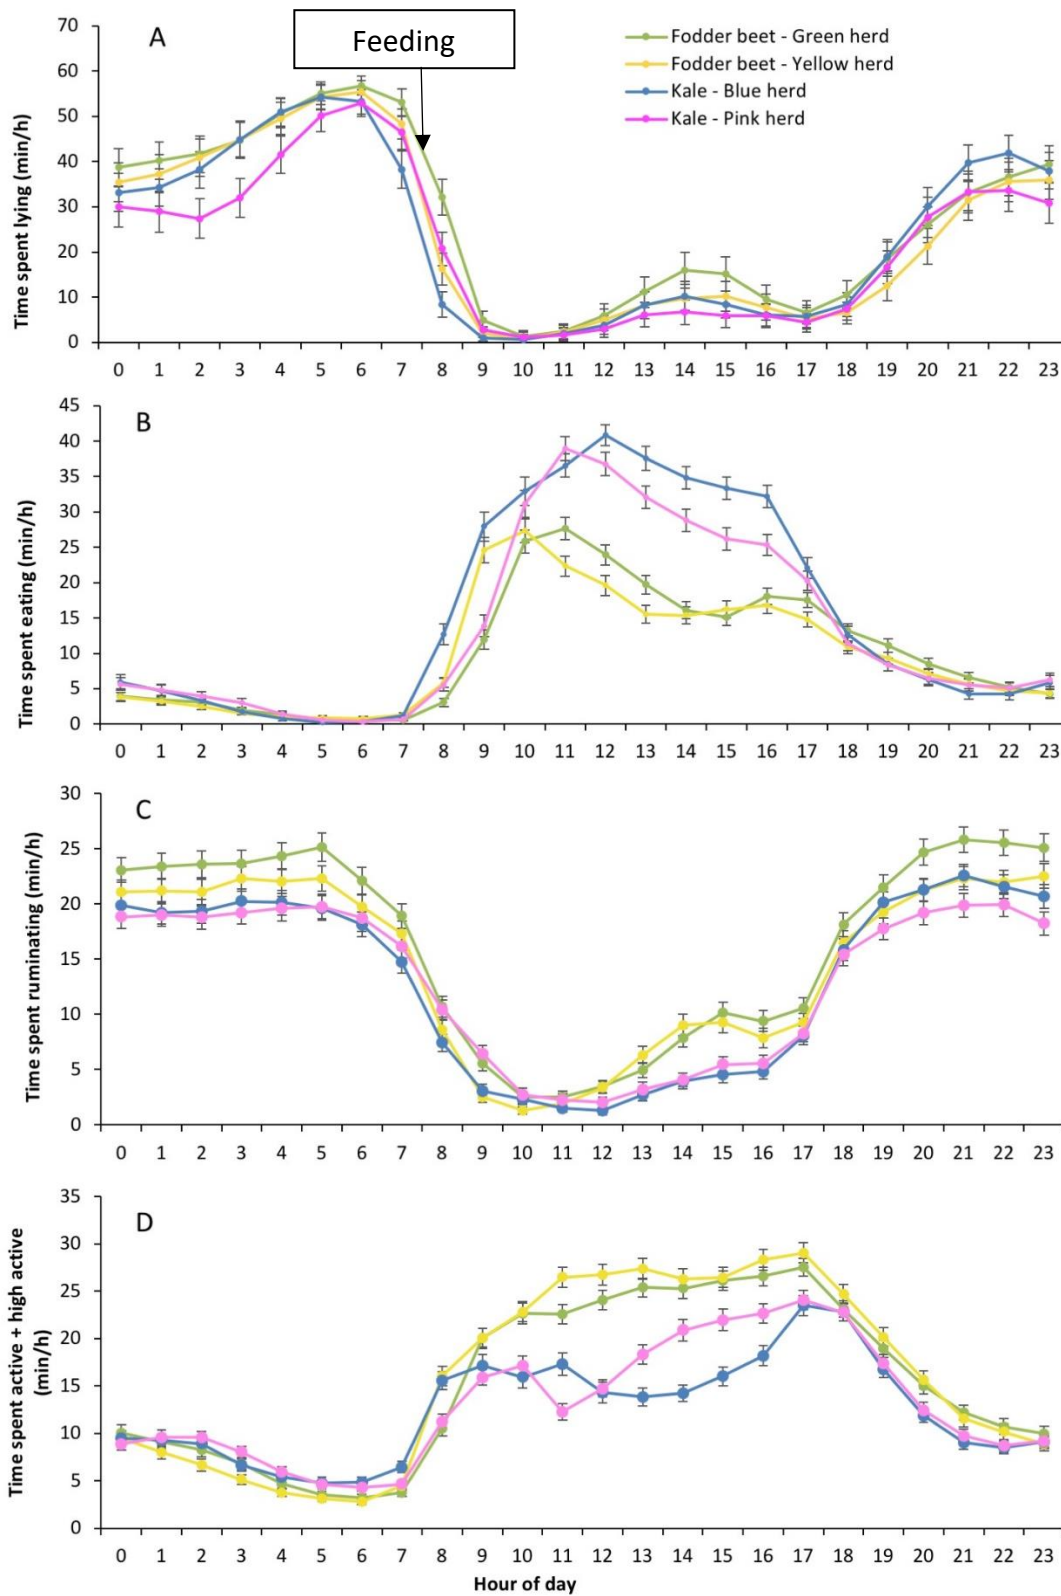 A
Feeding
Fodder beet - Green herd
Fodder beet - Yellow herd
Kale - Blue herd
Kale - Pink herd
Time spent lying (min/h)
70
60
50
40
30
20
10
0
0 1 2 3 4 5 6 7 8 9 10 11 12 13 14 15 16 17 18 19 20 21 22 23
B
Time spent eating (min/h)
45
40
35
30
25
20
15
10
5
0
0 1 2 3 4 5 6 7 8 9 10 11 12 13 14 15 16 17 18 19 20 21 22 23
C
Time spent ruminating (min/h)
30
25
20
15
10
5
0
0 1 2 3 4 5 6 7 8 9 10 11 12 13 14 15 16 17 18 19 20 21 22 23
D
Time spent active + high active
(min/h)
35
30
25
20
15
10
5
0
0 1 2 3 4 5 6 7 8 9 10 11 12 13 14 15 16 17 18 19 20 21 22 23
Hour of day